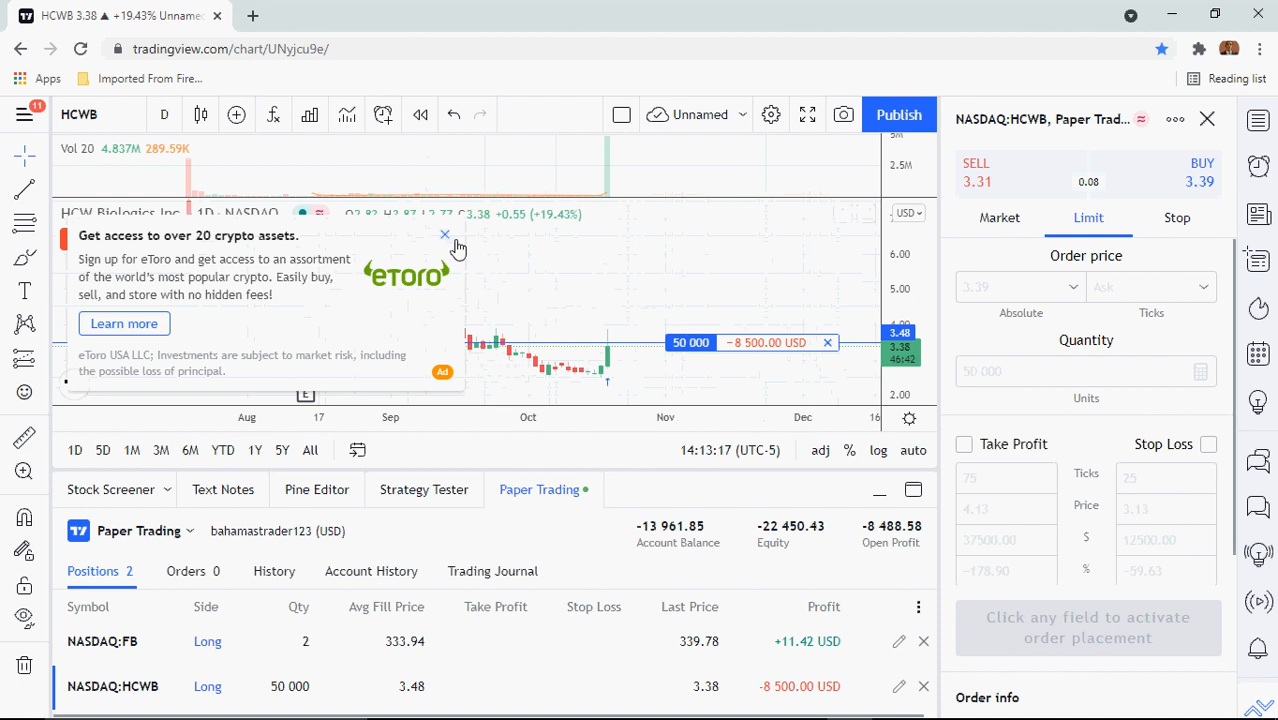 HCWB 3.38 ▲ +19.43% Unname
tradingview.com/chart/UNyjcu9e/
Apps
Imported From Fire...
Reading list
11
HCWB
D
Unnamed
Publish
NASDAQ:HCWB, Paper Trad...
Vol 20 4.837M 289.59K
5M
2.5M
SELL
3.31
0.08
BUY
3.39
HCW Biologics Inc. 1D · NASDAQ
O2.82 H3.87 L2.77 C3.38 +0.55 (+19.43%)
USD
Market
Limit
Stop
Get access to over 20 crypto assets.
Sign up for eToro and get access to an assortment
of the world's most popular crypto. Easily buy,
sell, and store with no hidden fees!
eToro
Learn more
eToro USA LLC; Investments are subject to market risk, including
the possible loss of principal.
Ad
6.00
5.00
4.00
3.48
3.38
46:42
2.00
50 000 −8 500.00 USD
E
Order price
3.39
Ask
Absolute
Ticks
Quantity
50 000
Units
Aug 17 Sep Oct Nov Dec 16
1D 5D 1M 3M 6M YTD 1Y 5Y All
14:13:17 (UTC-5)
adj % log auto
Take Profit
Stop Loss
75 Ticks 25
4.13 Price 3.13
37500.00 $ 12500.00
−178.90 % −59.63
Stock Screener
Text Notes
Pine Editor
Strategy Tester
Paper Trading
Paper Trading
bahamastrader123 (USD)
-13 961.85
Account Balance
-22 450.43
Equity
-8 488.58
Open Profit
Positions 2
Orders 0
History
Account History
Trading Journal
Symbol Side Qty Avg Fill Price Take Profit Stop Loss Last Price Profit
NASDAQ:FB Long 2 333.94 339.78 +11.42 USD
NASDAQ:HCWB Long 50 000 3.48 3.38 -8 500.00 USD
Click any field to activate
order placement
Order info